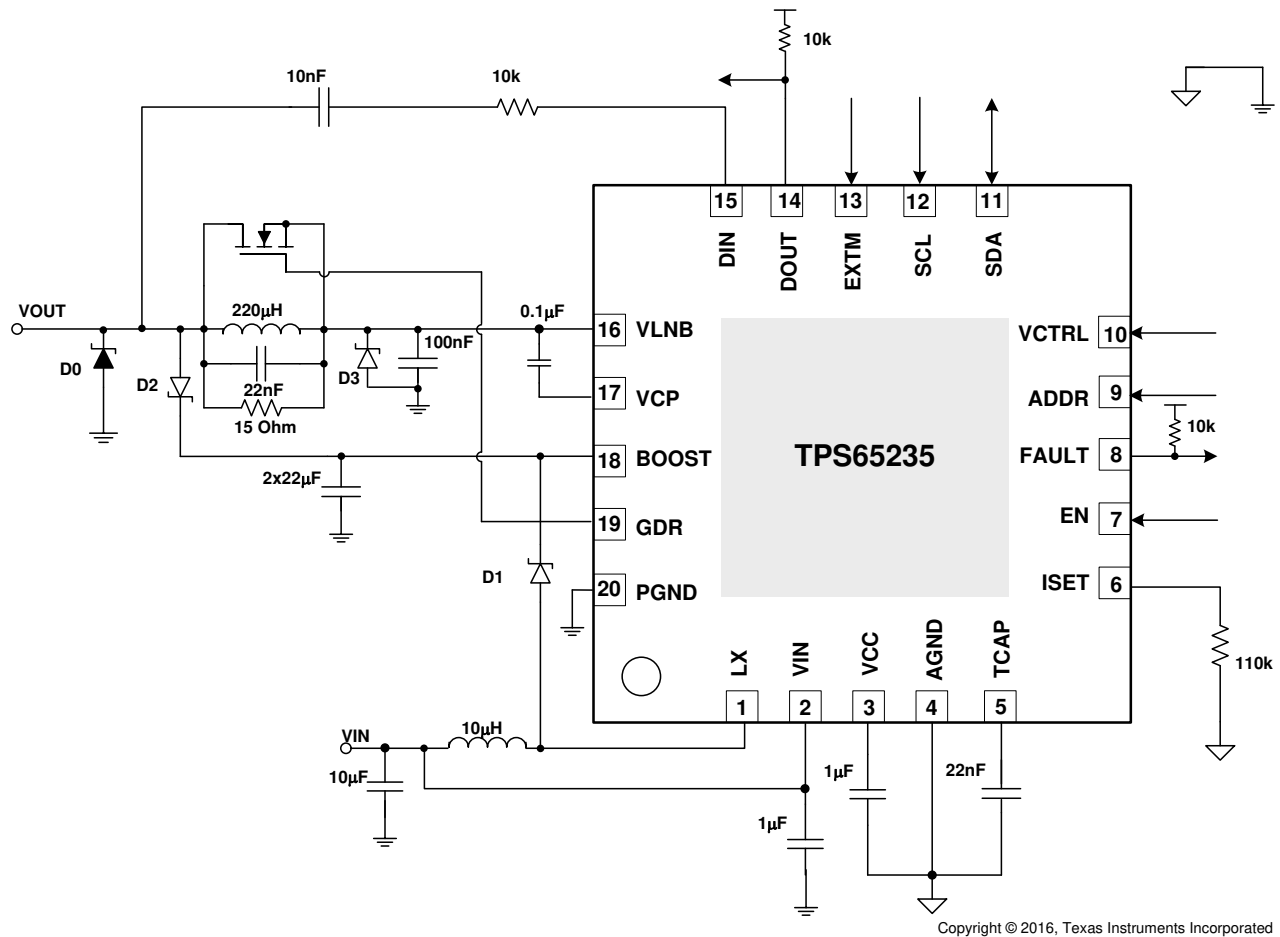 10k
10nF
10k
15
14
13
12
11
DIN
DOUT
EXTM
SCL
SDA
VOUT
220µH
0.1µF
16
VLNB
VCTRL
10
D0
D2
22nF
15 Ohm
D3
100nF
17
VCP
ADDR
9
10k
TPS65235
18
BOOST
FAULT
8
2x22µF
19
GDR
EN
7
D1
20
PGND
ISET
6
110k
LX
VIN
VCC
AGND
TCAP
1
2
3
4
5
VIN
10µH
10µF
1µF
1µF
22nF
Copyright © 2016, Texas Instruments Incorporated